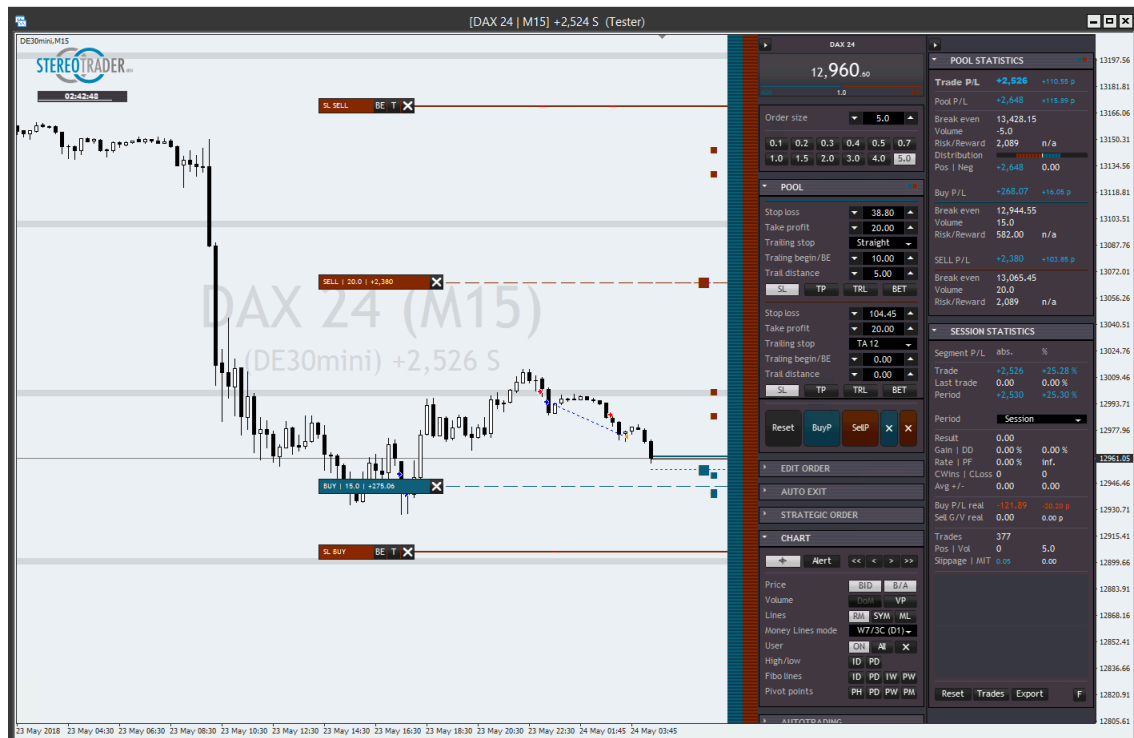 [DAX 24 | M15] +2,524 S (Tester)
DE30mini,M15
STEREOTRADER
02:42:48
DAX 24 (M15)
(DE30mini) +2,526 S
SL SELL BE T X
SELL | 20.0 | +2,380 X
BUY | 15.0 | +275.06 X
SL BUY BE T X
23 May 2018 23 May 04:30 23 May 06:30 23 May 08:30 23 May 10:30 23 May 12:30 23 May 14:30 23 May 16:30 23 May 18:30 23 May 20:30 23 May 22:30 24 May 01:45 24 May 03:45
DAX 24
12,960.60
1.0
Order size 5.0
0.1 0.2 0.3 0.4 0.5 0.7
1.0 1.5 2.0 3.0 4.0 5.0
POOL
Stop loss 38.80
Take profit 20.00
Trailing stop Straight
Traling begin/BE 10.00
Trail distance 5.00
SL TP TRL BET
Stop loss 104.45
Take profit 20.00
Trailing stop TA 12
Traling begin/BE 0.00
Trail distance 0.00
SL TP TRL BET
Reset BuyP SellP X X
EDIT ORDER
AUTO EXIT
STRATEGIC ORDER
CHART
Alert << < > >>
Price BID B/A
Volume DoM VP
Lines RM SYM ML
Money Lines mode W7/3C (D1)
User ON All X
High/low ID PD
Fibo lines ID PD IW PW
Pivot points PH PD PW PM
AUTOTRADING
POOL STATISTICS
Trade P/L +2,526 +110.55 p
Pool P/L +2,648 +115.89 p
Break even 13,428.15
Volume -5.0
Risk/Reward 2,089 n/a
Distribution
Pos | Neg +2,648 0.00
Buy P/L +268.07 +16.05 p
Break even 12,944.55
Volume 15.0
Risk/Reward 582.00 n/a
SELL P/L +2,380 +103.85 p
Break even 13,065.45
Volume 20.0
Risk/Reward 2,089 n/a
SESSION STATISTICS
Segment P/L abs. %
Trade +2,526 +25.28 %
Last trade 0.00 0.00 %
Period +2,530 +25.30 %
Period Session
Result 0.00
Gain | DD 0.00 % 0.00 %
Rate | PF 0.00 % inf.
CWins | CLoss 0 0
Avg +/- 0.00 0.00
Buy P/L real -121.89 -20.20 p
Sell G/V real 0.00 0.00 p
Trades 377
Pos | Vol 0 5.0
Slippage | MIT 0.05 0.00
Reset Trades Export F
13197.56
13181.81
13166.06
13150.31
13134.56
13118.81
13103.51
13087.76
13072.01
13056.26
13040.51
13024.76
13009.46
12993.71
12977.96
12961.05
12946.46
12930.71
12915.41
12899.66
12883.91
12868.16
12852.41
12836.66
12820.91
12805.61